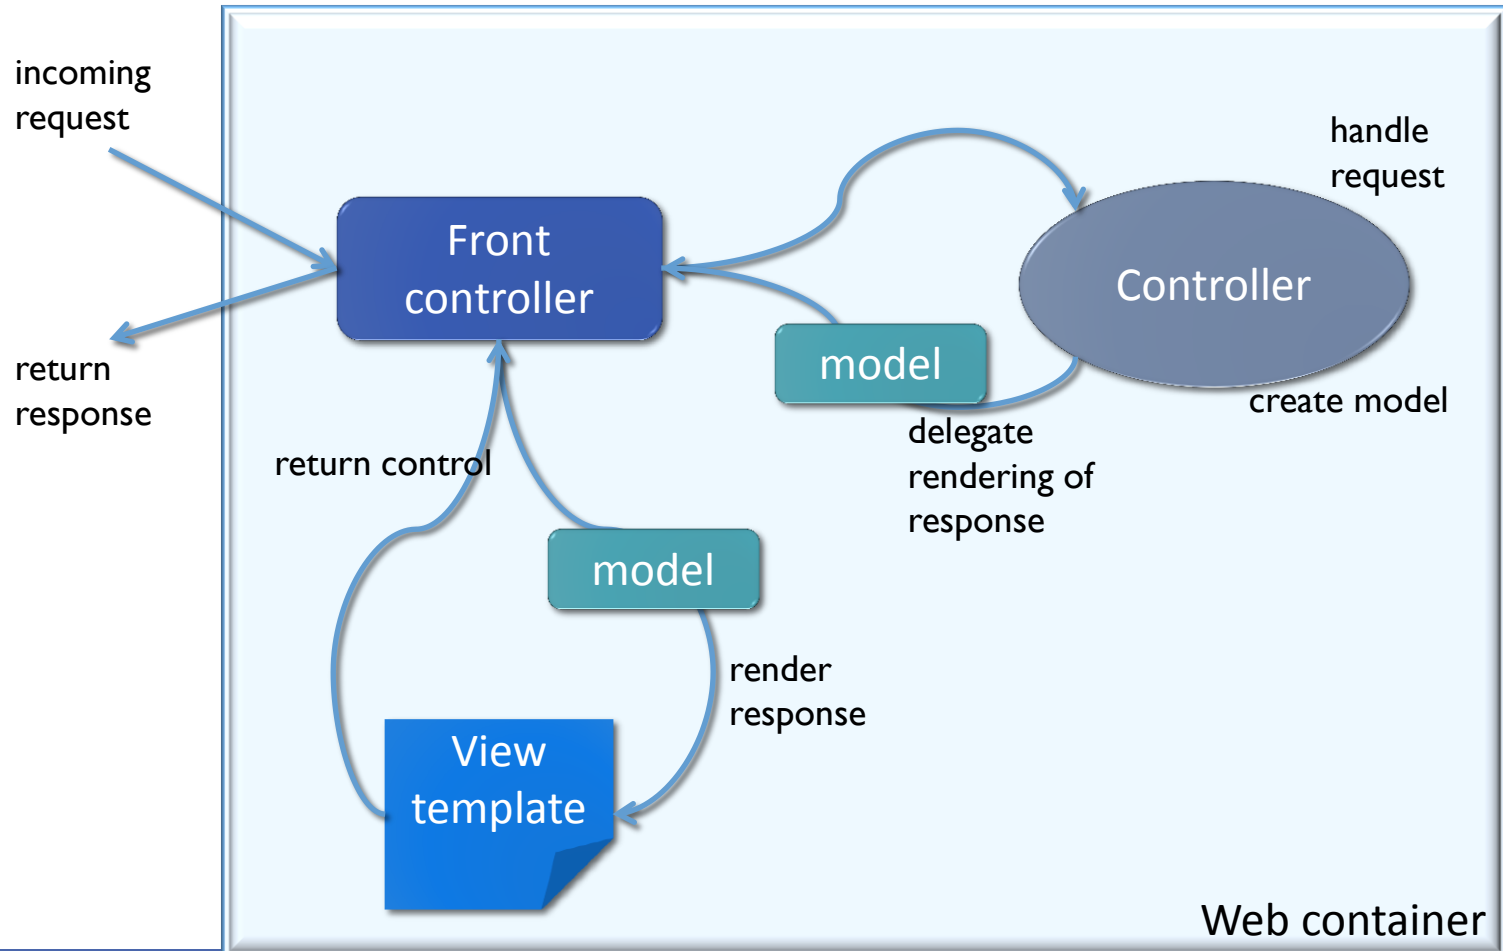 incoming
request
handle
request
Front
controller
Controller
model
return
response
create model
delegate
rendering of
response
return control
model
render
response
View
template
Web container